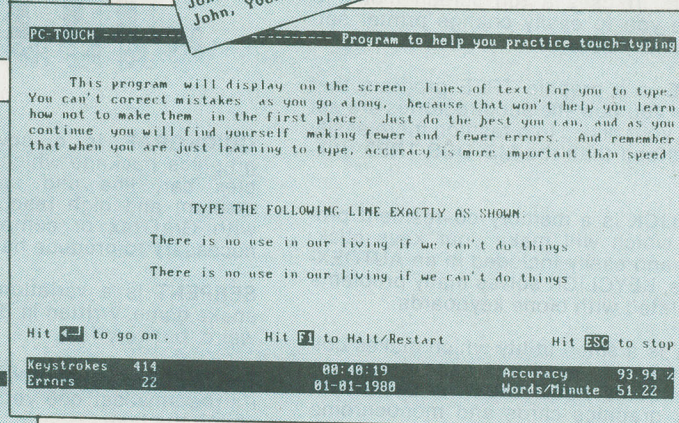 John, You
PC-TOUCH ---------- ---------- Program to help you practice touch-typing
This program will display on the screen lines of text for you to type.
You can't correct mistakes as you go along, because that won't help you learn
how not to make them in the first place. Just do the best you can, and as you
continue you will find yourself making fewer and fewer errors. And remember
that when you are just learning to type, accuracy is more important than speed
TYPE THE FOLLOWING LINE EXACTLY AS SHOWN:
There is no use in our living if we can't do things
There is no use in our living if we can't do things
Hit to go on. Hit F1 to Halt/Restart Hit ESC to stop
Keystrokes 414 00:40:19 Accuracy 93.94 %
Errors 22 01-01-1980 Words/Minute 51.22